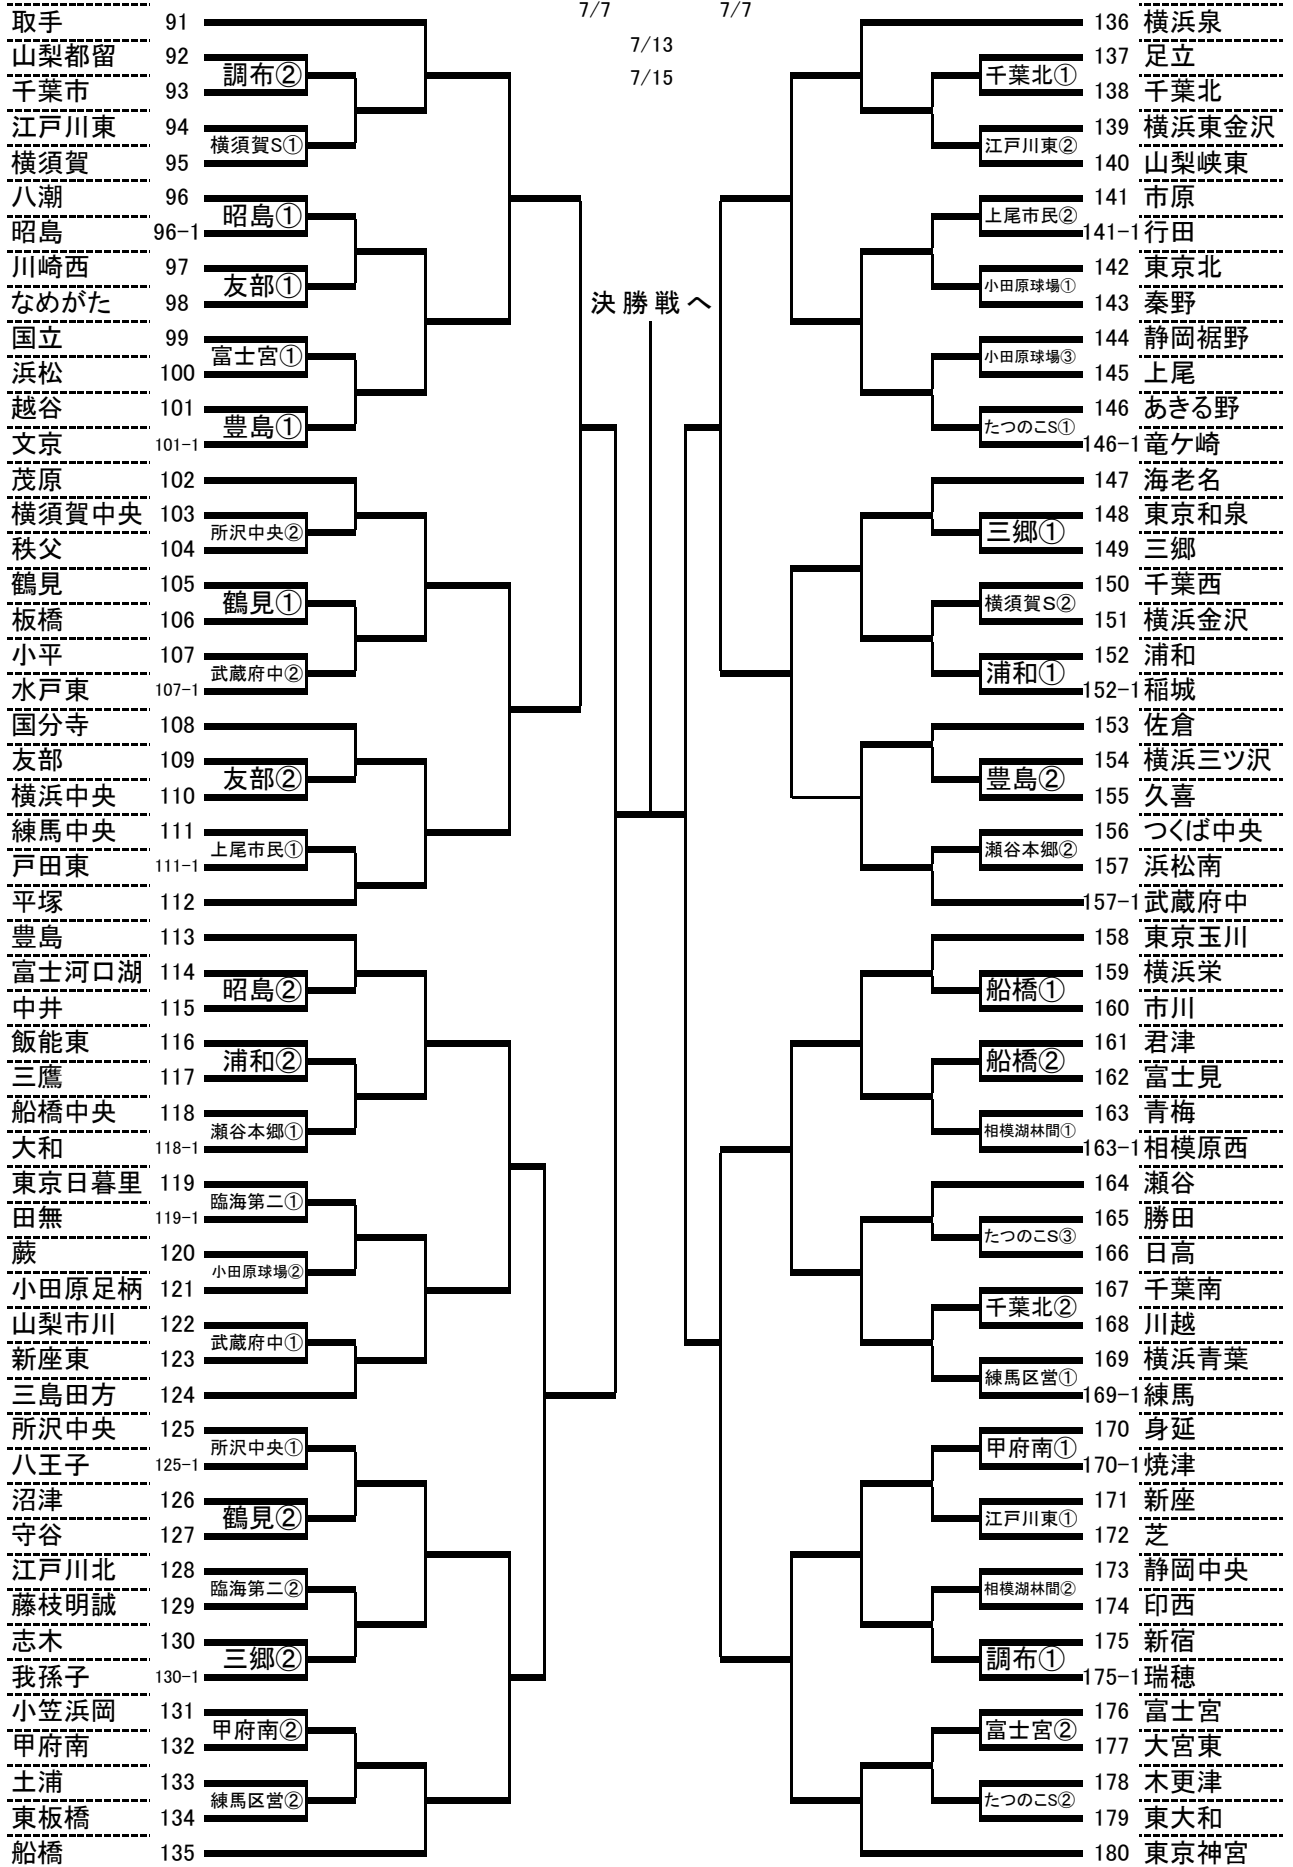 7/7
7/7
7/13
7/15
決勝戦へ
取手 91
山梨都留 92
調布②
千葉市 93
江戸川東 94
横須賀S①
横須賀 95
八潮 96
昭島①
昭島 96-1
川崎西 97
友部①
なめがた 98
国立 99
富士宮①
浜松 100
越谷 101
豊島①
文京 101-1
茂原 102
横須賀中央 103
所沢中央②
秩父 104
鶴見 105
鶴見①
板橋 106
小平 107
武蔵府中②
水戸東 107-1
国分寺 108
友部 109
友部②
横浜中央 110
練馬中央 111
上尾市民①
戸田東 111-1
平塚 112
豊島 113
富士河口湖 114
昭島②
中井 115
飯能東 116
浦和②
三鷹 117
船橋中央 118
瀬谷本郷①
大和 118-1
東京日暮里 119
臨海第二①
田無 119-1
蕨 120
小田原球場②
小田原足柄 121
山梨市川 122
武蔵府中①
新座東 123
三島田方 124
所沢中央 125
所沢中央①
八王子 125-1
沼津 126
鶴見②
守谷 127
江戸川北 128
臨海第二②
藤枝明誠 129
志木 130
三郷②
我孫子 130-1
小笠浜岡 131
甲府南②
甲府南 132
土浦 133
練馬区営②
東板橋 134
船橋 135
136 横浜泉
137 足立
千葉北①
138 千葉北
139 横浜東金沢
江戸川東②
140 山梨峡東
141 市原
上尾市民②
141-1 行田
142 東京北
小田原球場①
143 秦野
144 静岡裾野
小田原球場③
145 上尾
146 あきる野
たつのこS①
146-1 竜ケ崎
147 海老名
148 東京和泉
三郷①
149 三郷
150 千葉西
横須賀S②
151 横浜金沢
152 浦和
浦和①
152-1 稲城
153 佐倉
154 横浜三ツ沢
豊島②
155 久喜
156 つくば中央
瀬谷本郷②
157 浜松南
157-1 武蔵府中
158 東京玉川
159 横浜栄
船橋①
160 市川
161 君津
船橋②
162 富士見
163 青梅
相模湖林間①
163-1 相模原西
164 瀬谷
165 勝田
たつのこS③
166 日高
167 千葉南
千葉北②
168 川越
169 横浜青葉
練馬区営①
169-1 練馬
170 身延
甲府南①
170-1 焼津
171 新座
江戸川東①
172 芝
173 静岡中央
相模湖林間②
174 印西
175 新宿
調布①
175-1 瑞穂
176 富士宮
富士宮②
177 大宮東
178 木更津
たつのこS②
179 東大和
180 東京神宮